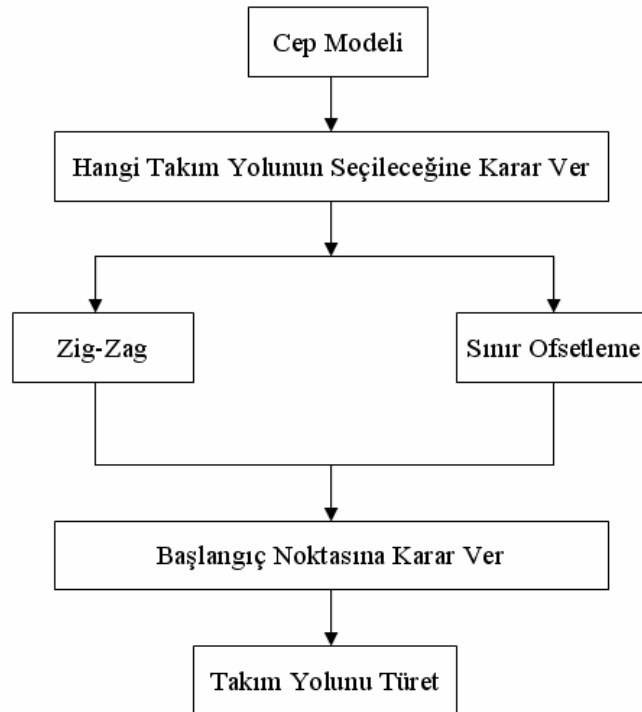 Cep Modeli
Hangi Takım Yolunun Seçileceğine Karar Ver
Zig-Zag
Sınır Ofsetleme
Başlangıç Noktasına Karar Ver
Takım Yolunu Türet